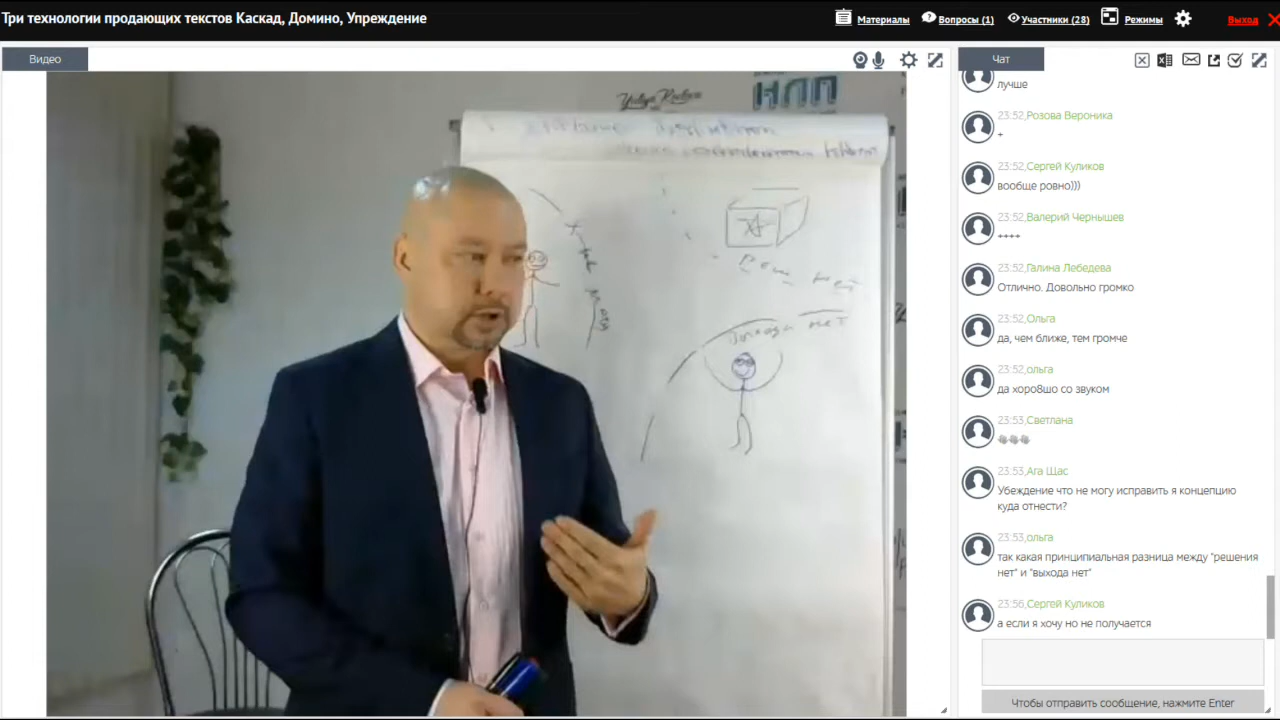 Три технологии продающих текстов Каскад, Домино, Упреждение
Материалы
Вопросы (1)
Участники (28)
Режимы
Выход
Видео
Чат
лучше
23:52,Розова Вероника
+
23:52,Сергей Куликов
вообще ровно)))
23:52,Валерий Чернышев
++++
23:52,Галина Лебедева
Отлично. Довольно громко
23:52,Ольга
да, чем ближе, тем громче
23:52,ольга
да хоро8шо со звуком
23:53,Светлана
23:53,Ага Щас
Убеждение что не могу исправить я концепцию
куда отнести?
23:53,ольга
так какая принципиальная разница между "решения
нет" и "выхода нет"
23:56,Сергей Куликов
а если я хочу но не получается
Чтобы отправить сообщение, нажмите Enter
НЛП
Реш нет
Выхода нет